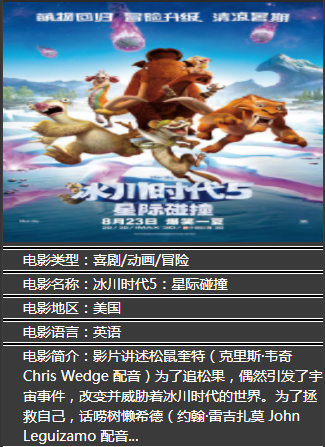 萌物回归 冒险升级 清凉暑期
冰川时代5
星际碰撞
8月23日 爆笑一夏
电影类型：喜剧/动画/冒险
电影名称：冰川时代5：星际碰撞
电影地区：美国
电影语言：英语
电影简介：影片讲述松鼠奎特（克里斯·韦奇
Chris Wedge 配音）为了追松果，偶然引发了宇
宙事件，改变并威胁着冰川时代的世界。为了拯
救自己，话唠树懒希德（约翰·雷吉扎莫 John
Leguizamo 配音...